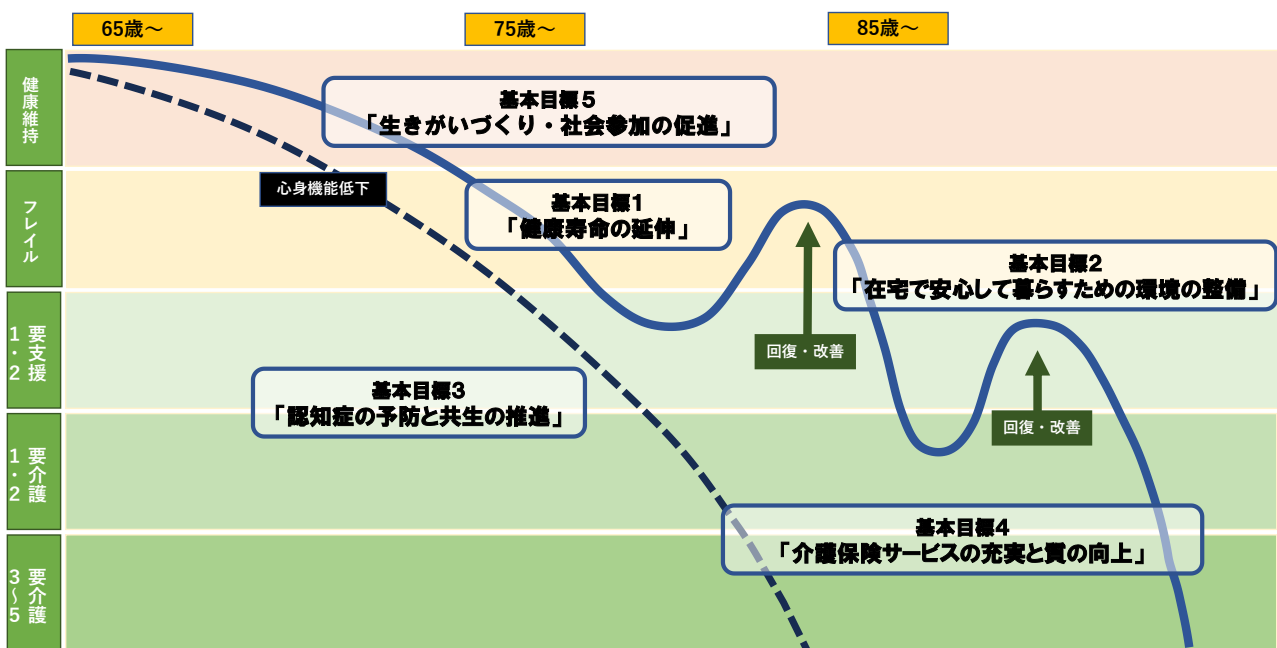 65歳～
75歳～
85歳～
健康維持
基本目標５
「生きがいづくり・社会参加の促進」
心身機能低下
フレイル
基本目標1
「健康寿命の延伸」
基本目標2
「在宅で安心して暮らすための環境の整備」
要支援
1・2
回復・改善
基本目標3
「認知症の予防と共生の推進」
回復・改善
要介護
1・2
基本目標4
「介護保険サービスの充実と質の向上」
要介護
3～5